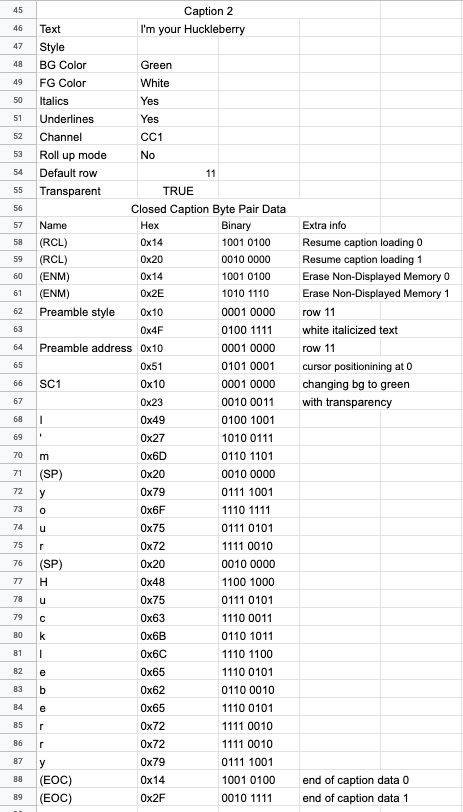 45 Caption 2
46 Text I'm your Huckleberry
47 Style
48 BG Color Green
49 FG Color White
50 Italics Yes
51 Underlines Yes
52 Channel CC1
53 Roll up mode No
54 Default row 11
55 Transparent TRUE
56 Closed Caption Byte Pair Data
57 Name Hex Binary Extra info
58 (RCL) 0x14 1001 0100 Resume caption loading 0
59 (RCL) 0x20 0010 0000 Resume caption loading 1
60 (ENM) 0x14 1001 0100 Erase Non-Displayed Memory 0
61 (ENM) 0x2E 1010 1110 Erase Non-Displayed Memory 1
62 Preamble style 0x10 0001 0000 row 11
63 0x4F 0100 1111 white italicized text
64 Preamble address 0x10 0001 0000 row 11
65 0x51 0101 0001 cursor positionining at 0
66 SC1 0x10 0001 0000 changing bg to green
67 0x23 0010 0011 with transparency
68 I 0x49 0100 1001
69 ' 0x27 1010 0111
70 m 0x6D 0110 1101
71 (SP) 0x20 0010 0000
72 y 0x79 0111 1001
73 o 0x6F 1110 1111
74 u 0x75 0111 0101
75 r 0x72 1111 0010
76 (SP) 0x20 0010 0000
77 H 0x48 1100 1000
78 u 0x75 0111 0101
79 c 0x63 1110 0011
80 k 0x6B 0110 1011
81 l 0x6C 1110 1100
82 e 0x65 1110 0101
83 b 0x62 0110 0010
84 e 0x65 1110 0101
85 r 0x72 1111 0010
86 r 0x72 1111 0010
87 y 0x79 0111 1001
88 (EOC) 0x14 1001 0100 end of caption data 0
89 (EOC) 0x2F 0010 1111 end of caption data 1